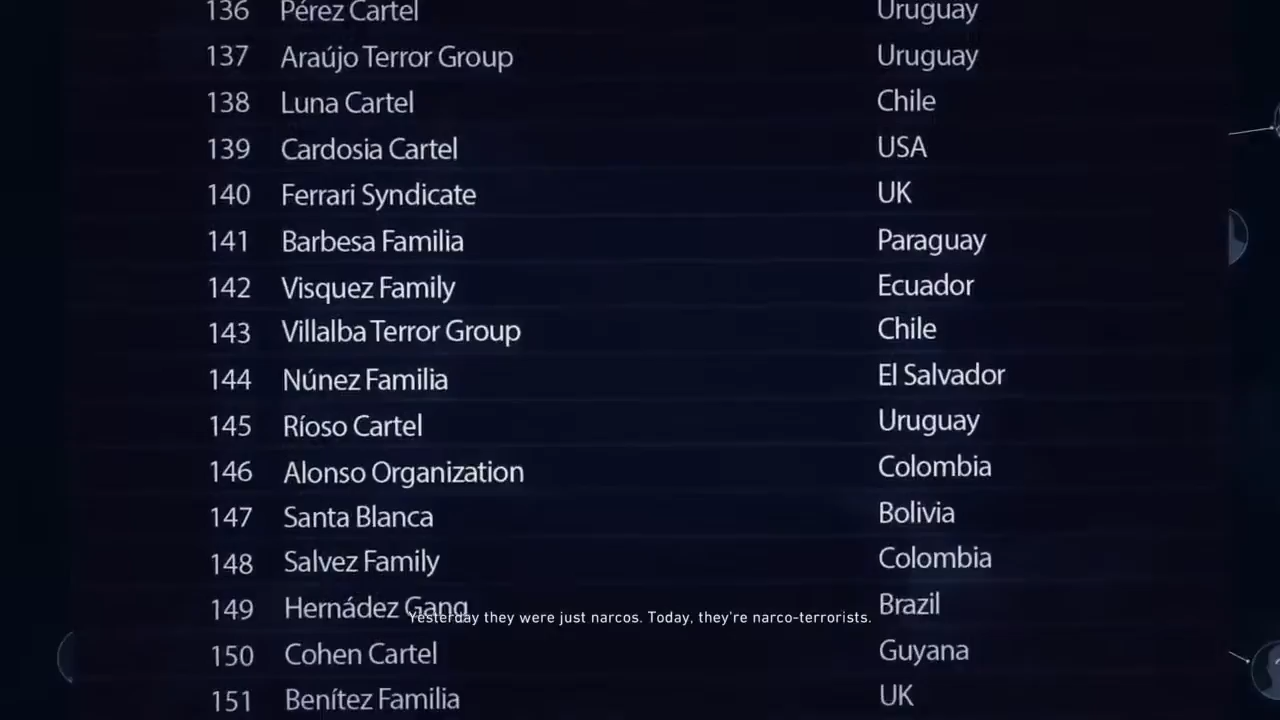 136 Pérez Cartel Uruguay
137 Araújo Terror Group Uruguay
138 Luna Cartel Chile
139 Cardosia Cartel USA
140 Ferrari Syndicate UK
141 Barbesa Familia Paraguay
142 Visquez Family Ecuador
143 Villalba Terror Group Chile
144 Núnez Familia El Salvador
145 Ríoso Cartel Uruguay
146 Alonso Organization Colombia
147 Santa Blanca Bolivia
148 Salvez Family Colombia
149 Hernádez Gang Brazil
Yesterday they were just narcos. Today, they're narco-terrorists.
150 Cohen Cartel Guyana
151 Benítez Familia UK